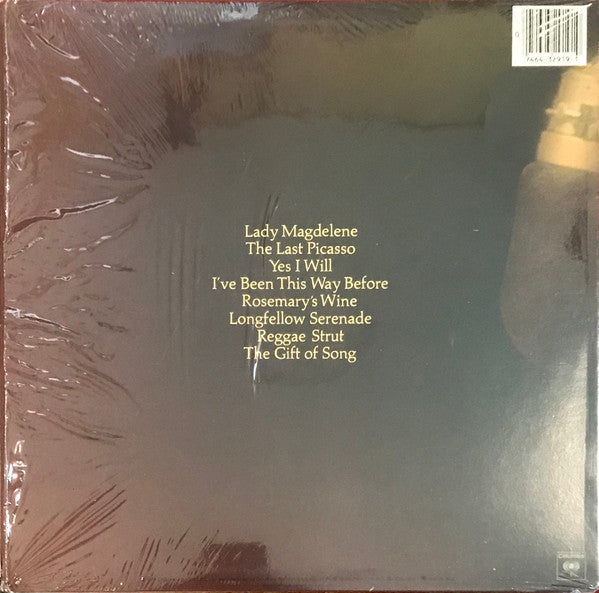 Lady Magdelene
The Last Picasso
Yes I Will
I've Been This Way Before
Rosemary's Wine
Longfellow Serenade
Reggae Strut
The Gift of Song